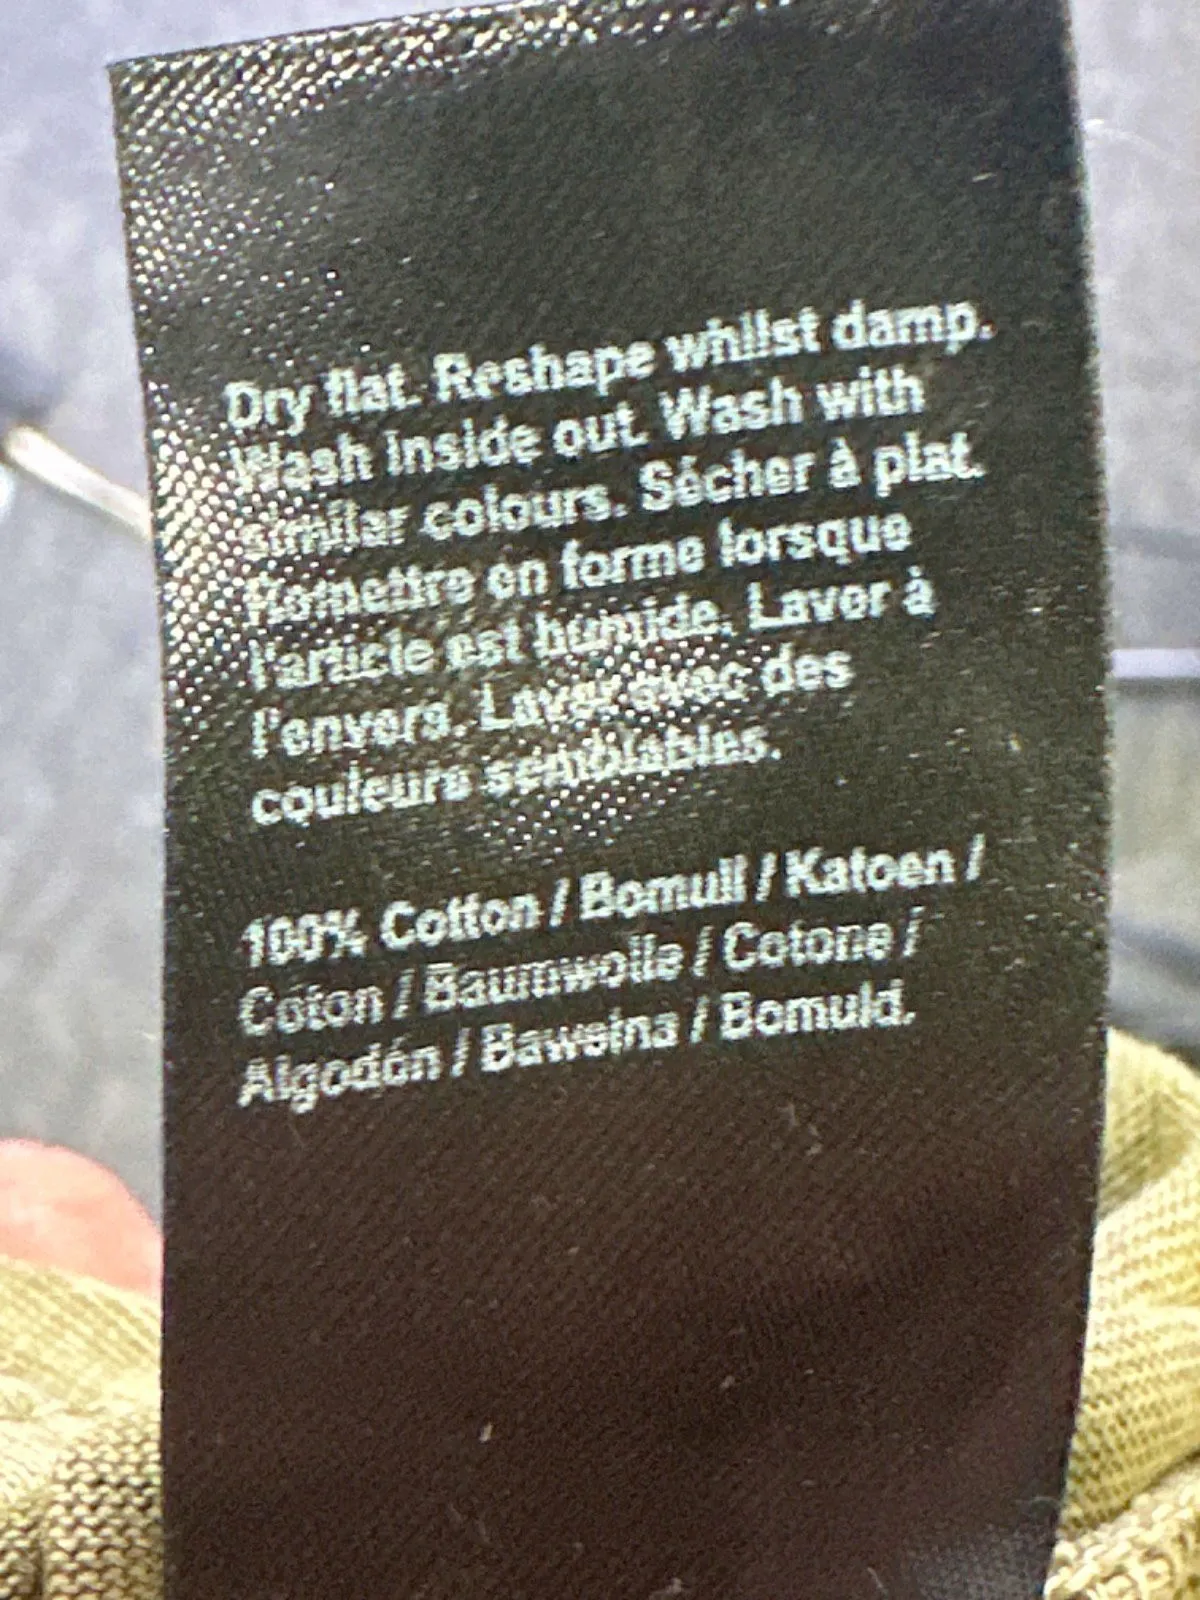 Dry flat. Reshape whilst damp.
Wash inside out. Wash with
similar colours. Sécher à plat.
Remettre en forme lorsque
l'article est humide. Laver à
l'envers. Laver avec des
couleurs semblables.
100% Cotton / Bomull / Katoen /
Coton / Baumwolle / Cotone /
Algodón / Bawełna / Bomuld.